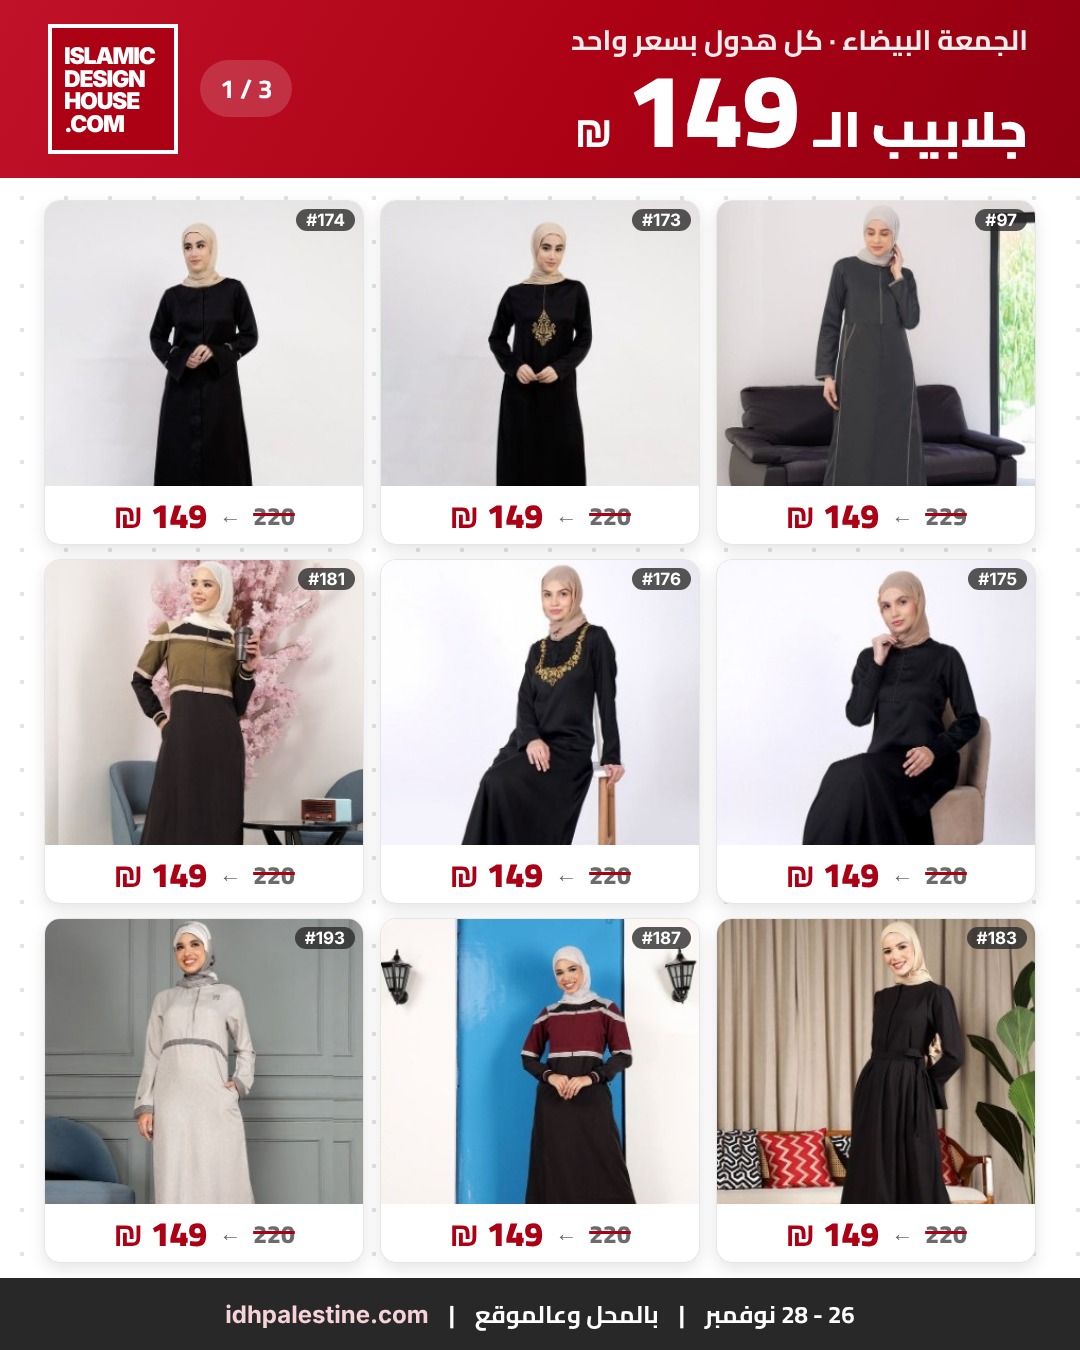 الجمعة البيضاء · كل هدول بسعر واحد
جلابيب الـ 149 ₪
1 / 3
ISLAMIC
DESIGN
HOUSE
.COM
#97
229 ← 149 ₪
#173
220 ← 149 ₪
#174
220 ← 149 ₪
#175
220 ← 149 ₪
#176
220 ← 149 ₪
#181
220 ← 149 ₪
#183
220 ← 149 ₪
#187
220 ← 149 ₪
#193
220 ← 149 ₪
26 - 28 نوفمبر | بالمحل وعالموقع | idhpalestine.com